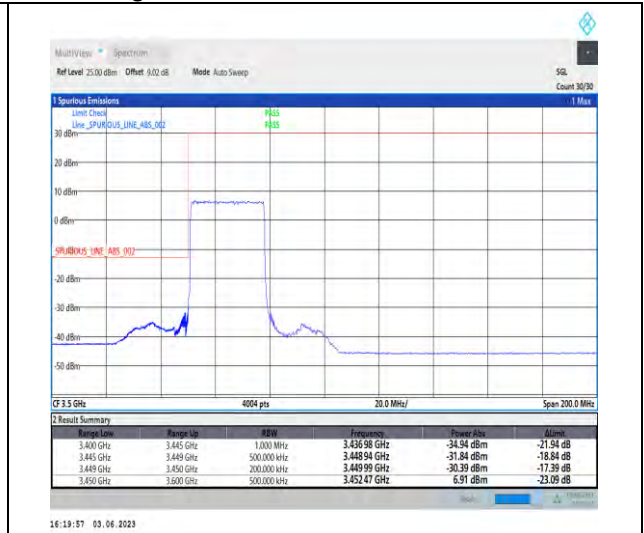 MultiView Spectrum
Ref Level 25.00 dBm Offset 9.02 dB Mode Auto Sweep SGL
Count 30/30
1 Spurious Emissions 1 Max
Limit Check PASS
Line _SPURIOUS_LINE_ABS_002 PASS
30 dBm
20 dBm
10 dBm
0 dBm
_SPURIOUS_LINE_ABS_002
-20 dBm
-30 dBm
-40 dBm
-50 dBm
CF 3.5 GHz 4004 pts 20.0 MHz/ Span 200.0 MHz
2 Result Summary
Range Low Range Up RBW Frequency Power Abs ΔLimit
3.400 GHz 3.445 GHz 1.000 MHz 3.436 98 GHz -34.94 dBm -21.94 dB
3.445 GHz 3.449 GHz 500.000 kHz 3.448 94 GHz -31.84 dBm -18.84 dB
3.449 GHz 3.450 GHz 200.000 kHz 3.449 99 GHz -30.39 dBm -17.39 dB
3.450 GHz 3.600 GHz 500.000 kHz 3.452 47 GHz 6.91 dBm -23.09 dB
16:19:57 03.06.2023